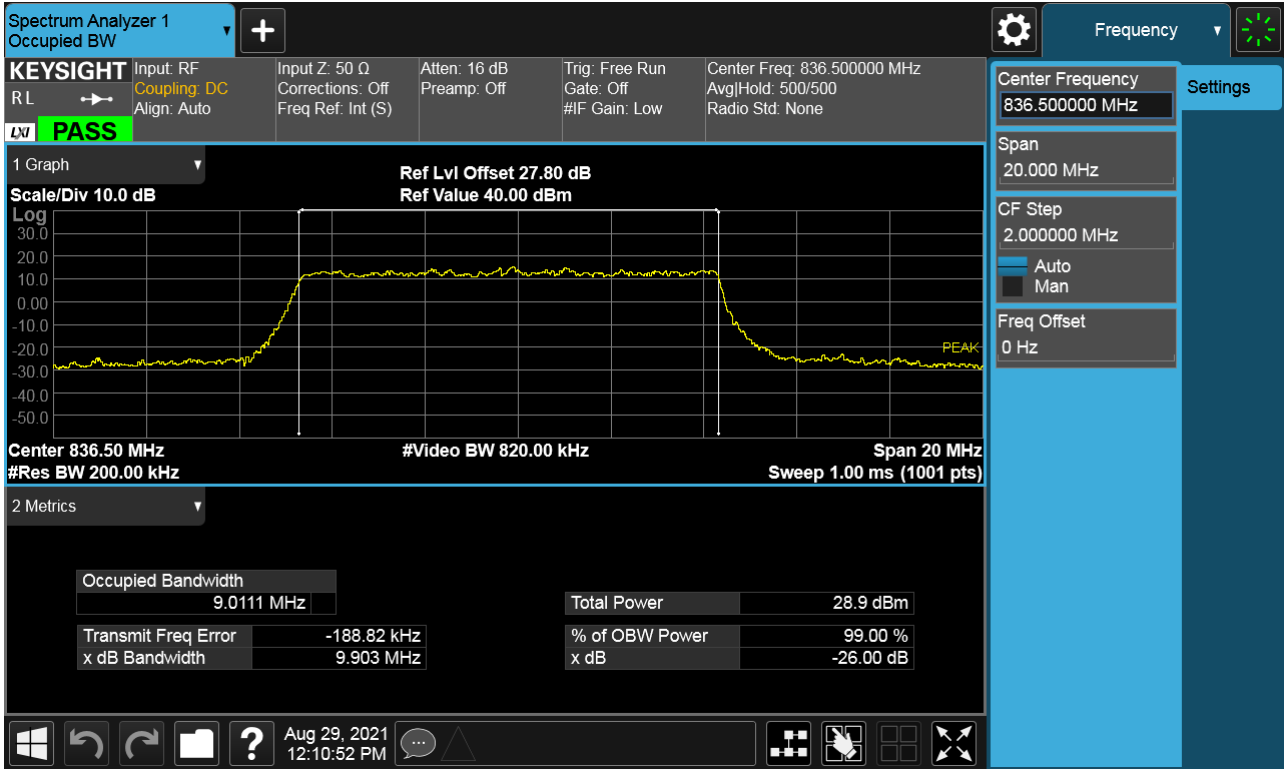 Spectrum Analyzer 1
Occupied BW
Frequency
KEYSIGHT
R L
LXI
PASS
Input: RF
Coupling: DC
Align: Auto
Input Z: 50 Ω
Corrections: Off
Freq Ref: Int (S)
Atten: 16 dB
Preamp: Off
Trig: Free Run
Gate: Off
#IF Gain: Low
Center Freq: 836.500000 MHz
Avg|Hold: 500/500
Radio Std: None
Center Frequency
836.500000 MHz
Settings
Span
20.000 MHz
CF Step
2.000000 MHz
Auto
Man
Freq Offset
0 Hz
1 Graph
Scale/Div 10.0 dB
Ref Lvl Offset 27.80 dB
Ref Value 40.00 dBm
Log
30.0
20.0
10.0
0.00
-10.0
-20.0
-30.0
-40.0
-50.0
PEAK
Center 836.50 MHz
#Video BW 820.00 kHz
Span 20 MHz
#Res BW 200.00 kHz
Sweep 1.00 ms (1001 pts)
2 Metrics
Occupied Bandwidth
9.0111 MHz
Total Power 28.9 dBm
Transmit Freq Error -188.82 kHz
% of OBW Power 99.00 %
x dB Bandwidth 9.903 MHz
x dB -26.00 dB
?
Aug 29, 2021
12:10:52 PM